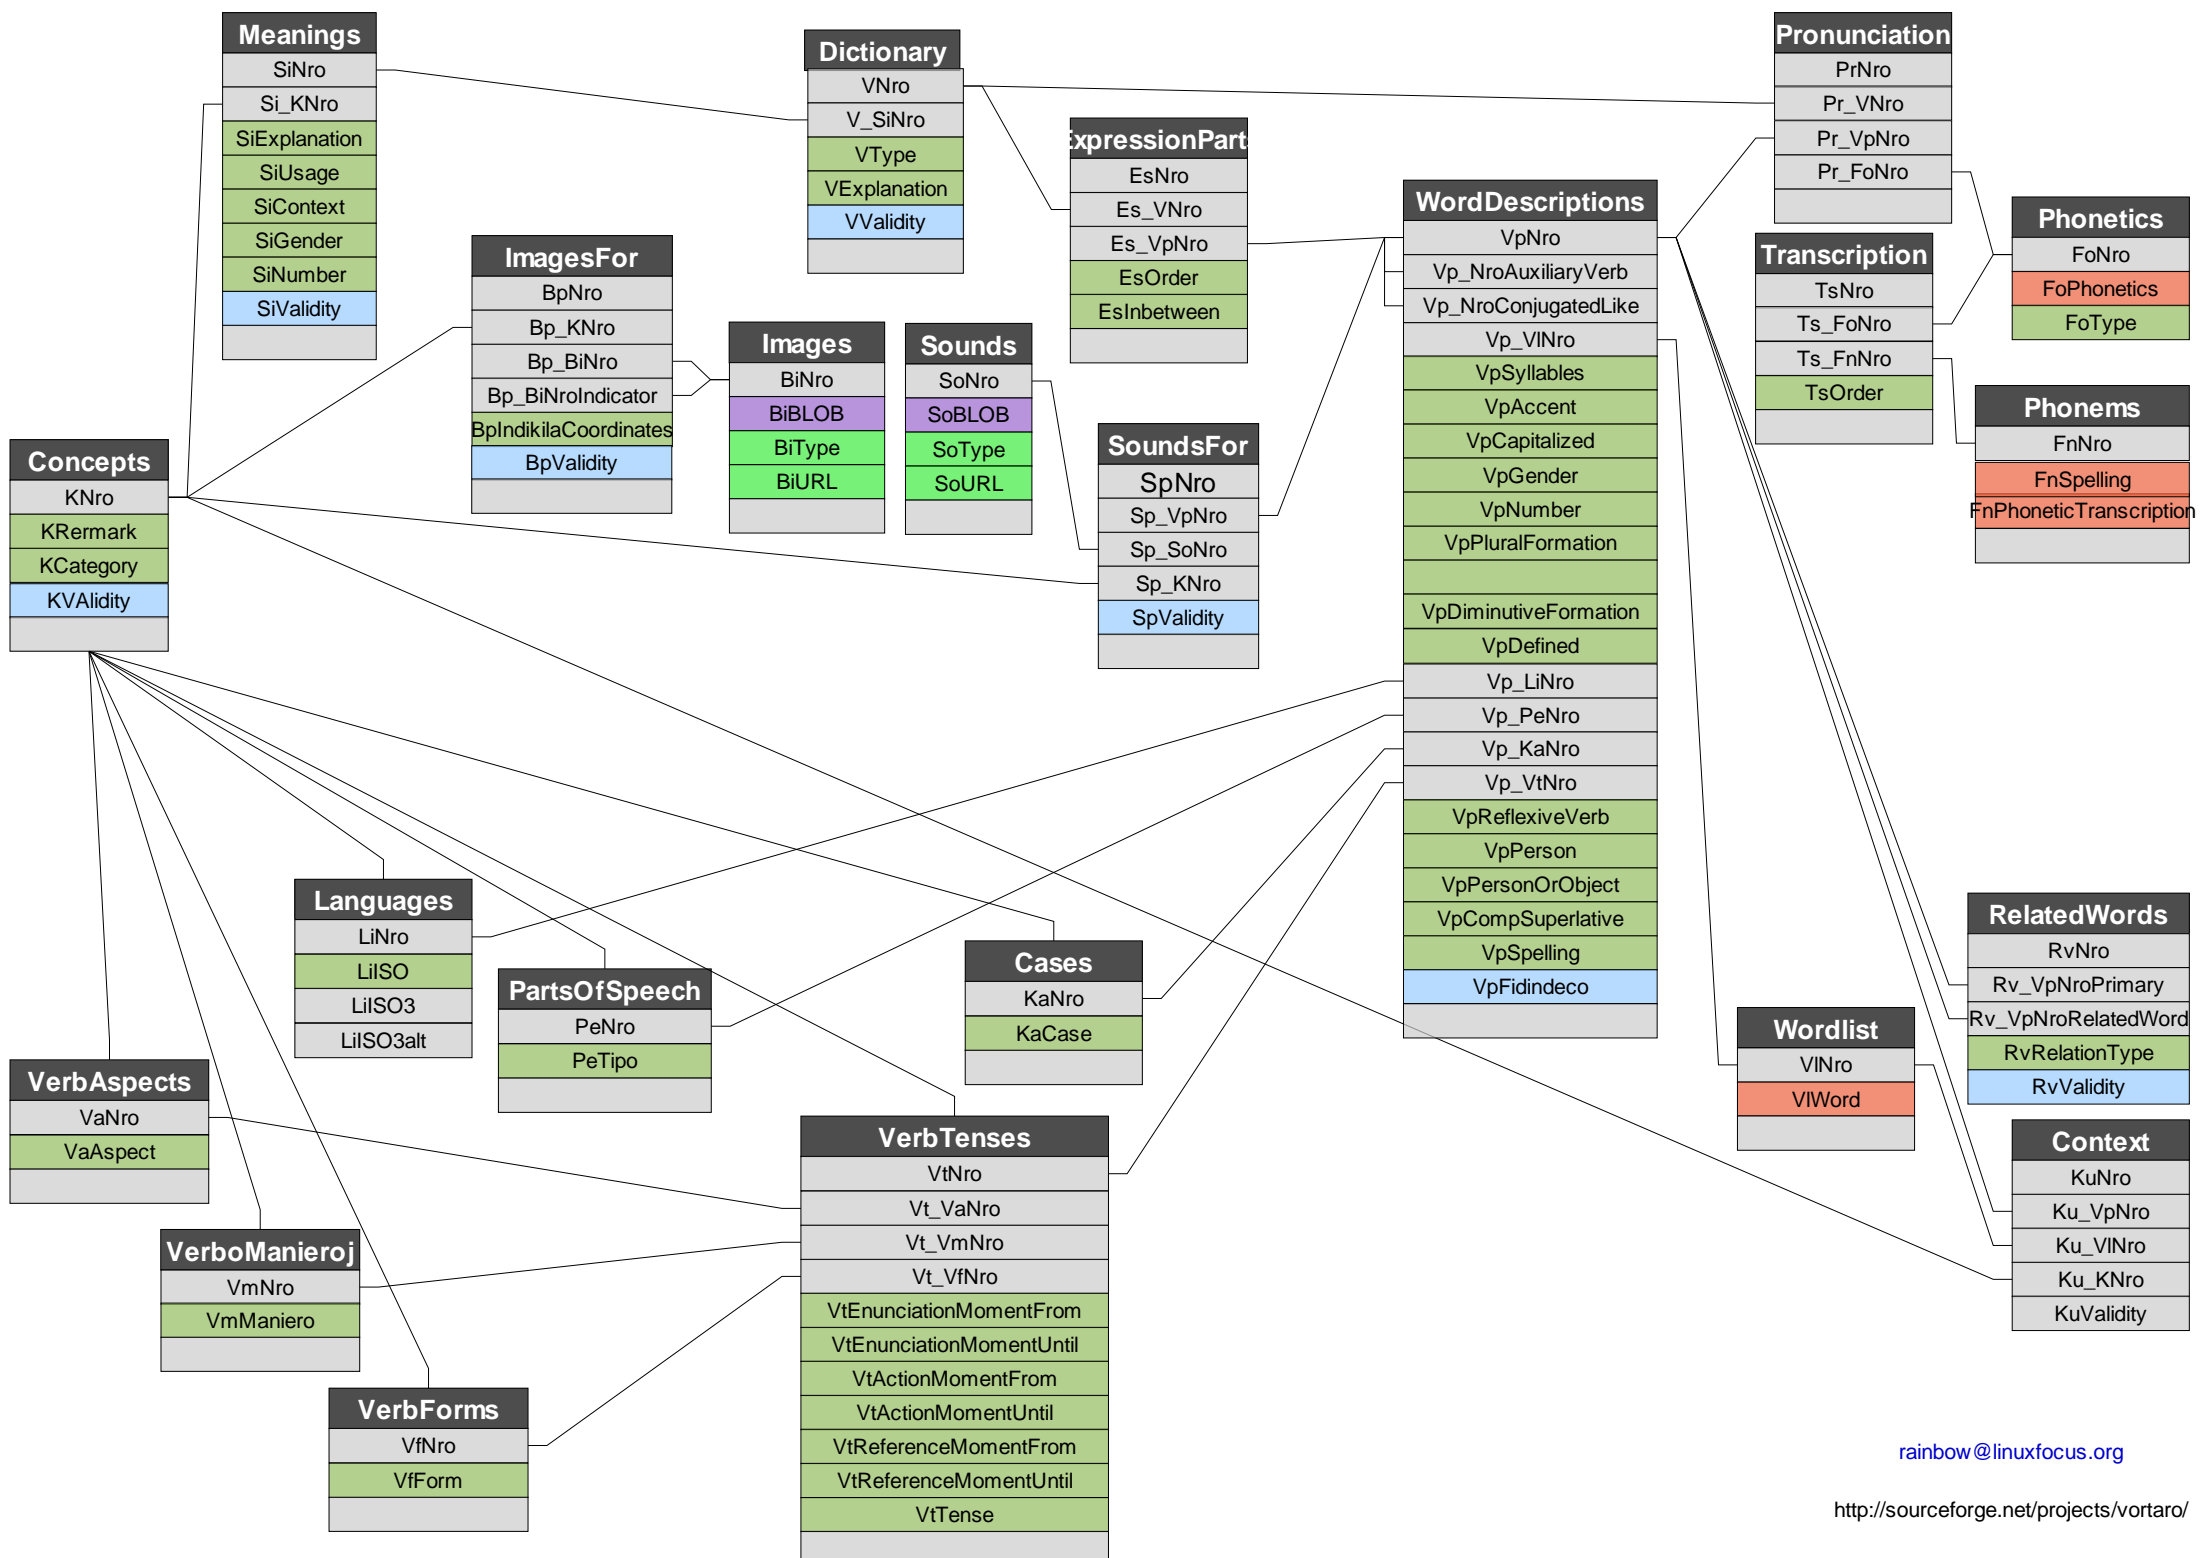 Meanings
SiNro
Si_KNro
SiExplanation
SiUsage
SiContext
SiGender
SiNumber
SiValidity
Dictionary
VNro
V_SiNro
VType
VExplanation
VValidity
ExpressionParts
EsNro
Es_VNro
Es_VpNro
EsOrder
EsInbetween
Pronunciation
PrNro
Pr_VNro
Pr_VpNro
Pr_FoNro
Phonetics
FoNro
FoPhonetics
FoType
Transcription
TsNro
Ts_FoNro
Ts_FnNro
TsOrder
Phonems
FnNro
FnSpelling
FnPhoneticTranscription
ImagesFor
BpNro
Bp_KNro
Bp_BiNro
Bp_BiNroIndicator
BpIndikilaCoordinates
BpValidity
Images
BiNro
BiBLOB
BiType
BiURL
Sounds
SoNro
SoBLOB
SoType
SoURL
SoundsFor
SpNro
Sp_VpNro
Sp_SoNro
Sp_KNro
SpValidity
WordDescriptions
VpNro
Vp_NroAuxiliaryVerb
Vp_NroConjugatedLike
Vp_VlNro
VpSyllables
VpAccent
VpCapitalized
VpGender
VpNumber
VpPluralFormation
VpDiminutiveFormation
VpDefined
Vp_LiNro
Vp_PeNro
Vp_KaNro
Vp_VtNro
VpReflexiveVerb
VpPerson
VpPersonOrObject
VpCompSuperlative
VpSpelling
VpFidindeco
Concepts
KNro
KRermark
KCategory
KVAlidity
Languages
LiNro
LiISO
LiISO3
LiISO3alt
PartsOfSpeech
PeNro
PeTipo
Cases
KaNro
KaCase
RelatedWords
RvNro
Rv_VpNroPrimary
Rv_VpNroRelatedWord
RvRelationType
RvValidity
Wordlist
VlNro
VlWord
Context
KuNro
Ku_VpNro
Ku_VlNro
Ku_KNro
KuValidity
VerbAspects
VaNro
VaAspect
VerboManieroj
VmNro
VmManiero
VerbForms
VfNro
VfForm
VerbTenses
VtNro
Vt_VaNro
Vt_VmNro
Vt_VfNro
VtEnunciationMomentFrom
VtEnunciationMomentUntil
VtActionMomentFrom
VtActionMomentUntil
VtReferenceMomentFrom
VtReferenceMomentUntil
VtTense
rainbow@linuxfocus.org
http://sourceforge.net/projects/vortaro/